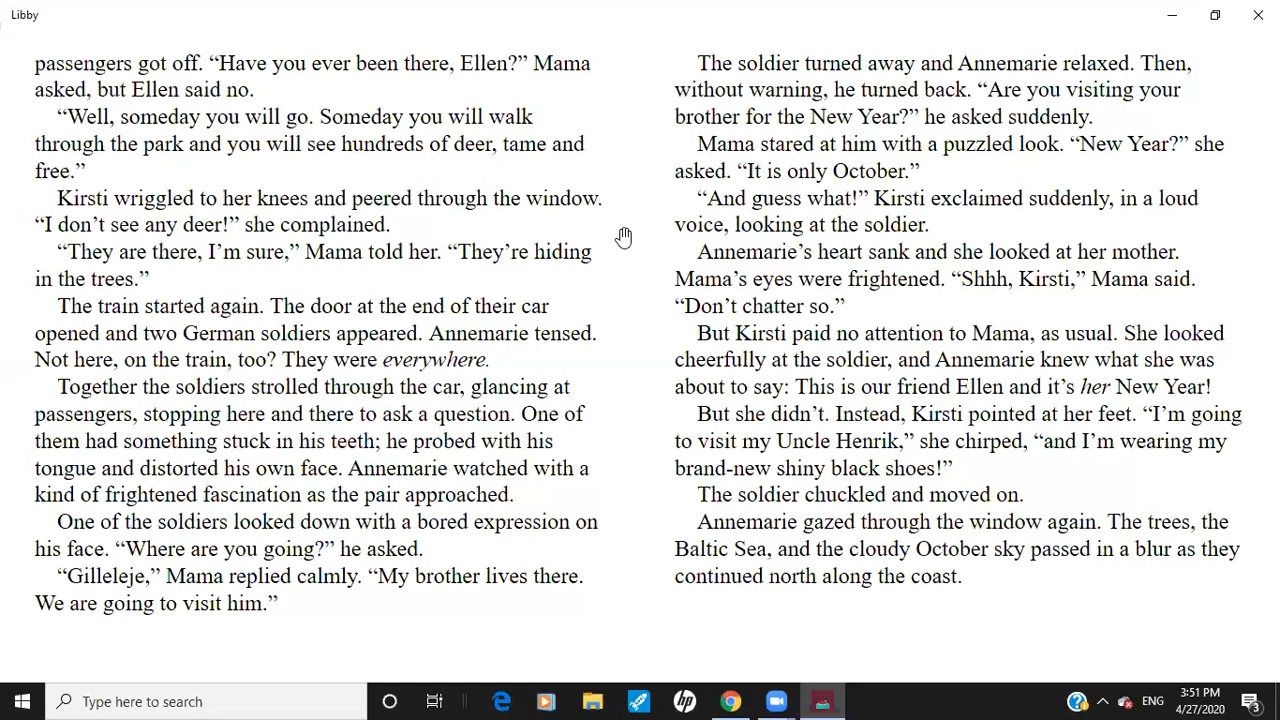 Libby
passengers got off. “Have you ever been there, Ellen?” Mama
asked, but Ellen said no.
“Well, someday you will go. Someday you will walk
through the park and you will see hundreds of deer, tame and
free.”
Kirsti wriggled to her knees and peered through the window.
“I don’t see any deer!” she complained.
“They are there, I’m sure,” Mama told her. “They’re hiding
in the trees.”
The train started again. The door at the end of their car
opened and two German soldiers appeared. Annemarie tensed.
Not here, on the train, too? They were everywhere.
Together the soldiers strolled through the car, glancing at
passengers, stopping here and there to ask a question. One of
them had something stuck in his teeth; he probed with his
tongue and distorted his own face. Annemarie watched with a
kind of frightened fascination as the pair approached.
One of the soldiers looked down with a bored expression on
his face. “Where are you going?” he asked.
“Gilleleje,” Mama replied calmly. “My brother lives there.
We are going to visit him.”
The soldier turned away and Annemarie relaxed. Then,
without warning, he turned back. “Are you visiting your
brother for the New Year?” he asked suddenly.
Mama stared at him with a puzzled look. “New Year?” she
asked. “It is only October.”
“And guess what!” Kirsti exclaimed suddenly, in a loud
voice, looking at the soldier.
Annemarie’s heart sank and she looked at her mother.
Mama’s eyes were frightened. “Shhh, Kirsti,” Mama said.
“Don’t chatter so.”
But Kirsti paid no attention to Mama, as usual. She looked
cheerfully at the soldier, and Annemarie knew what she was
about to say: This is our friend Ellen and it’s her New Year!
But she didn’t. Instead, Kirsti pointed at her feet. “I’m going
to visit my Uncle Henrik,” she chirped, “and I’m wearing my
brand-new shiny black shoes!”
The soldier chuckled and moved on.
Annemarie gazed through the window again. The trees, the
Baltic Sea, and the cloudy October sky passed in a blur as they
continued north along the coast.
Type here to search
hp
ENG
3:51 PM
4/27/2020
3